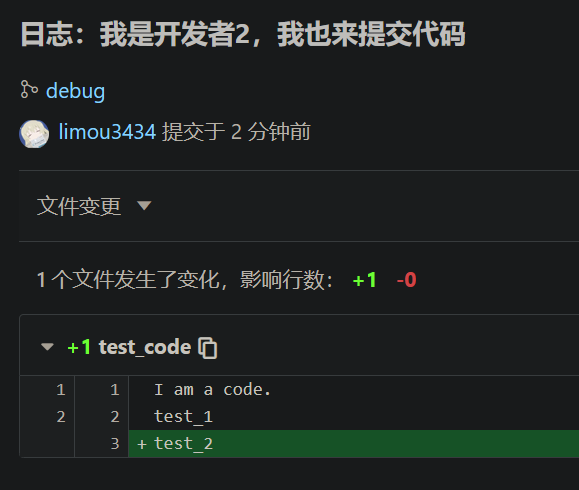 日志：我是开发者2，我也来提交代码
debug
limou3434 提交于 2 分钟前
文件变更
1 个文件发生了变化，影响行数： +1 -0
+1 test_code
1 1 I am a code.
2 2 test_1
3 + test_2